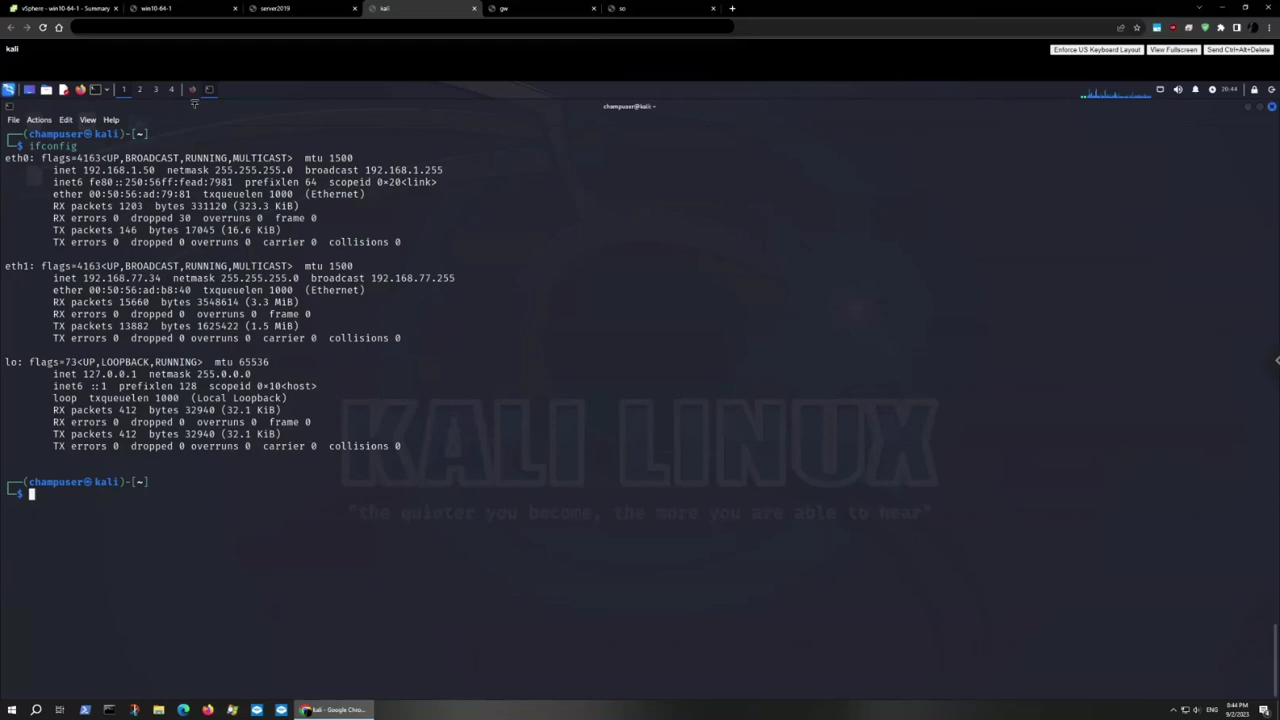 vSphere - win10-64-1 - Summary
win10-64-1
server2019
kali
gw
so
kali
Enforce US Keyboard Layout
View Fullscreen
Send Ctrl+Alt+Delete
1 2 3 4
20:44
champuser@kali: ~
File Actions Edit View Help
┌──(champuser㉿kali)-[~]
└─$ ifconfig
eth0: flags=4163<UP,BROADCAST,RUNNING,MULTICAST> mtu 1500
inet 192.168.1.50 netmask 255.255.255.0 broadcast 192.168.1.255
inet6 fe80::250:56ff:fead:7981 prefixlen 64 scopeid 0×20<link>
ether 00:50:56:ad:79:81 txqueuelen 1000 (Ethernet)
RX packets 1203 bytes 331120 (323.3 KiB)
RX errors 0 dropped 30 overruns 0 frame 0
TX packets 146 bytes 17045 (16.6 KiB)
TX errors 0 dropped 0 overruns 0 carrier 0 collisions 0
eth1: flags=4163<UP,BROADCAST,RUNNING,MULTICAST> mtu 1500
inet 192.168.77.34 netmask 255.255.255.0 broadcast 192.168.77.255
ether 00:50:56:ad:b8:40 txqueuelen 1000 (Ethernet)
RX packets 15660 bytes 3548614 (3.3 MiB)
RX errors 0 dropped 0 overruns 0 frame 0
TX packets 13882 bytes 1625422 (1.5 MiB)
TX errors 0 dropped 0 overruns 0 carrier 0 collisions 0
lo: flags=73<UP,LOOPBACK,RUNNING> mtu 65536
inet 127.0.0.1 netmask 255.0.0.0
inet6 ::1 prefixlen 128 scopeid 0×10<host>
loop txqueuelen 1000 (Local Loopback)
RX packets 412 bytes 32940 (32.1 KiB)
RX errors 0 dropped 0 overruns 0 frame 0
TX packets 412 bytes 32940 (32.1 KiB)
TX errors 0 dropped 0 overruns 0 carrier 0 collisions 0
┌──(champuser㉿kali)-[~]
└─$
KALI LINUX
"the quieter you become, the more you are able to hear"
kali - Google Chro...
ENG
8:44 PM
9/2/2023